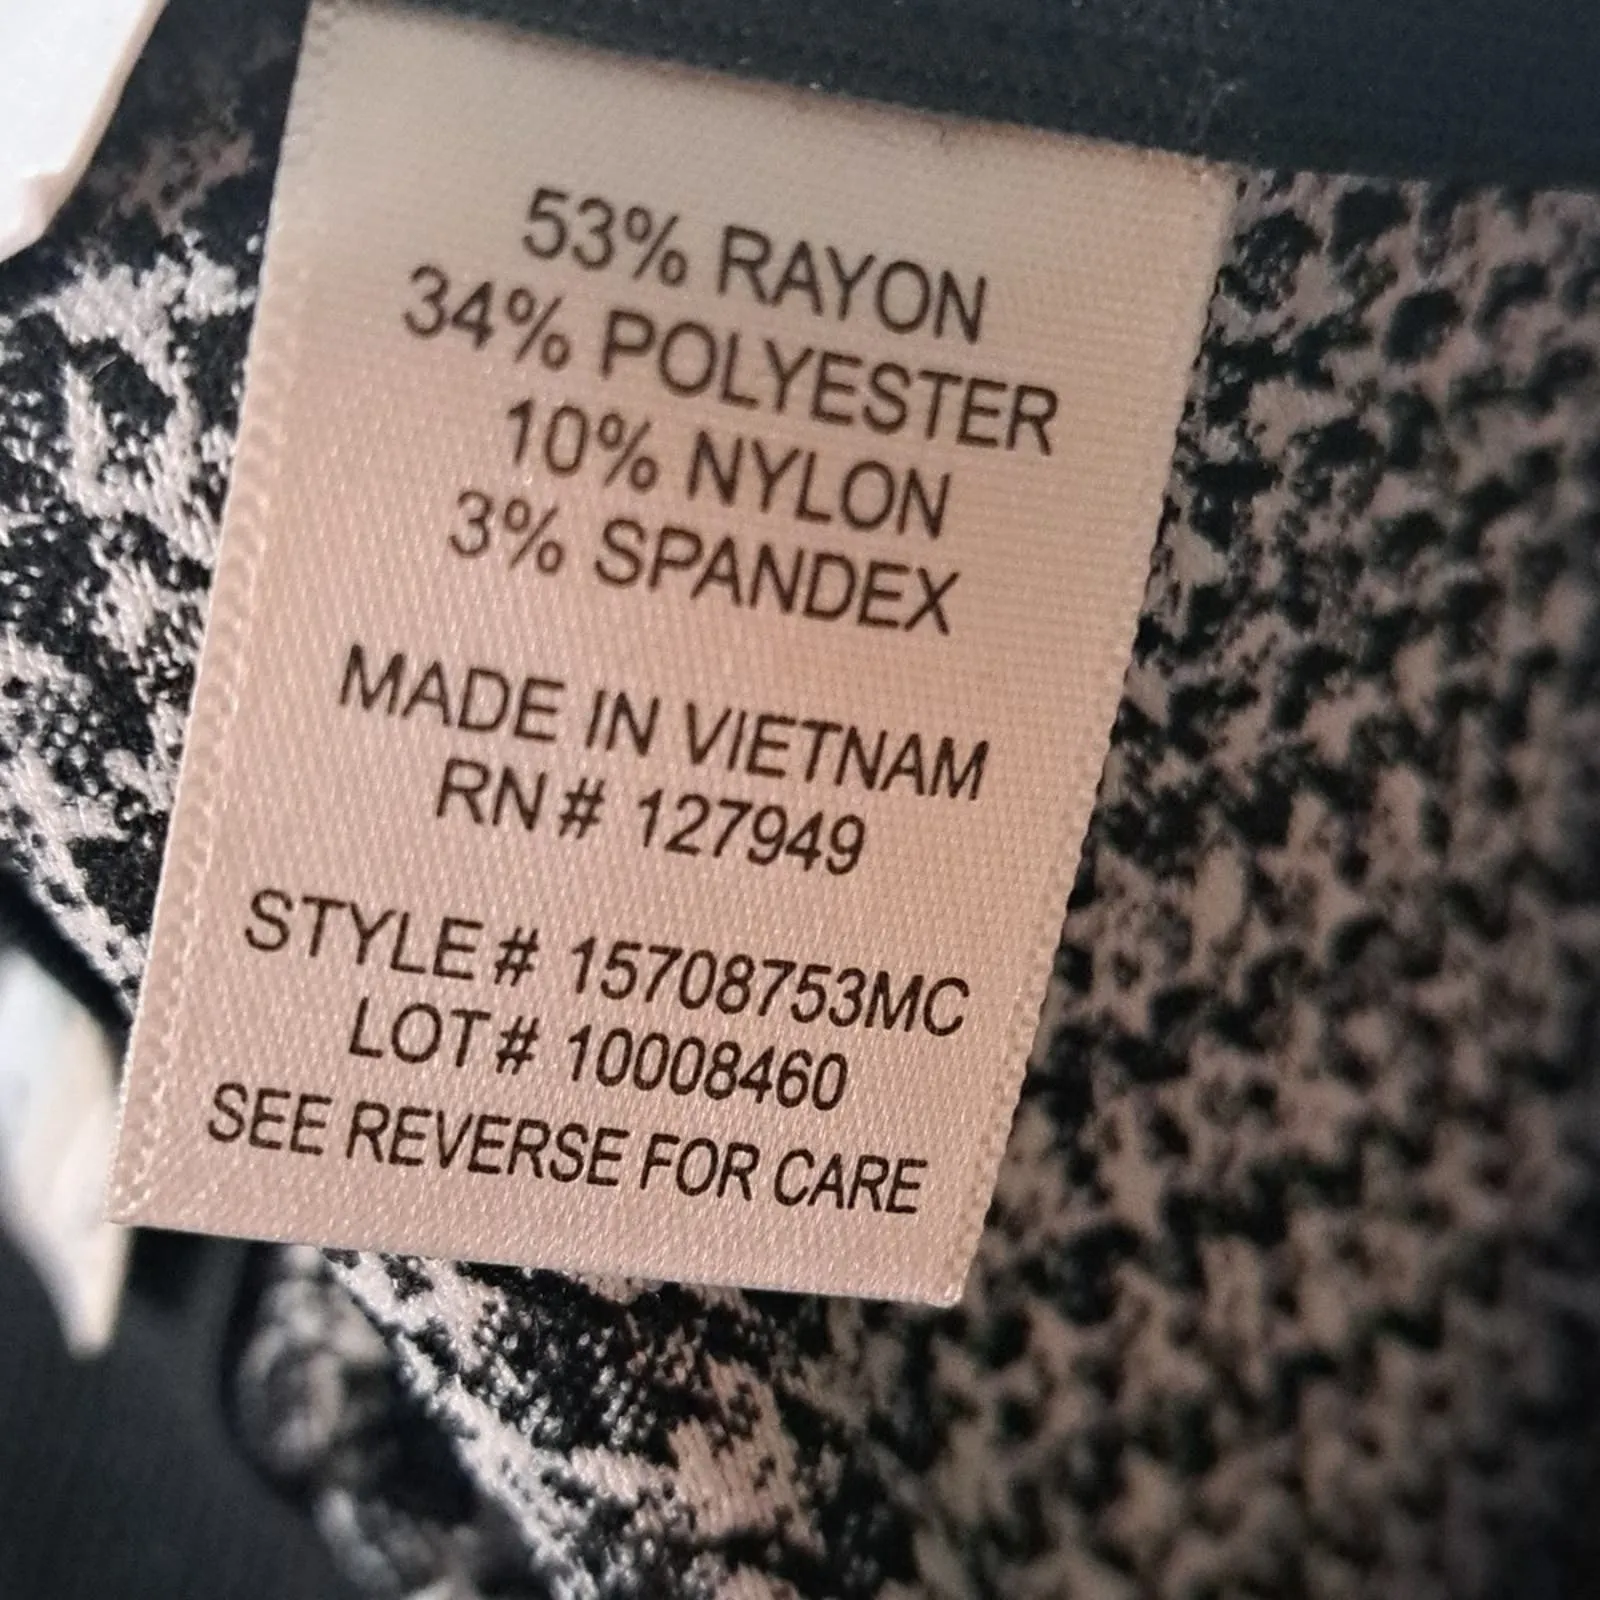 53% RAYON
34% POLYESTER
10% NYLON
3% SPANDEX
MADE IN VIETNAM
RN # 127949
STYLE # 15708753MC
LOT # 10008460
SEE REVERSE FOR CARE